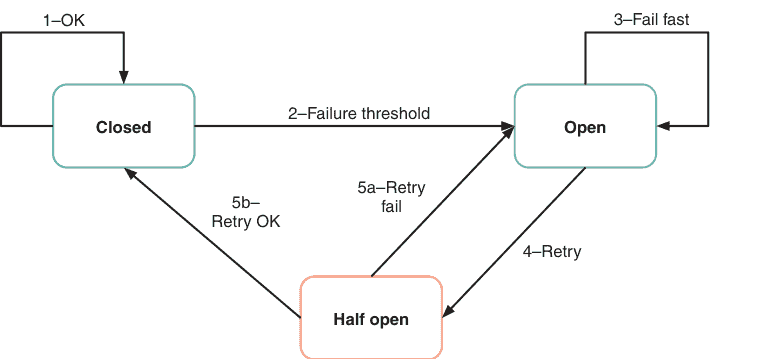 1–OK
3–Fail fast
Closed
2–Failure threshold
Open
5b–
Retry OK
5a–Retry
fail
4–Retry
Half open